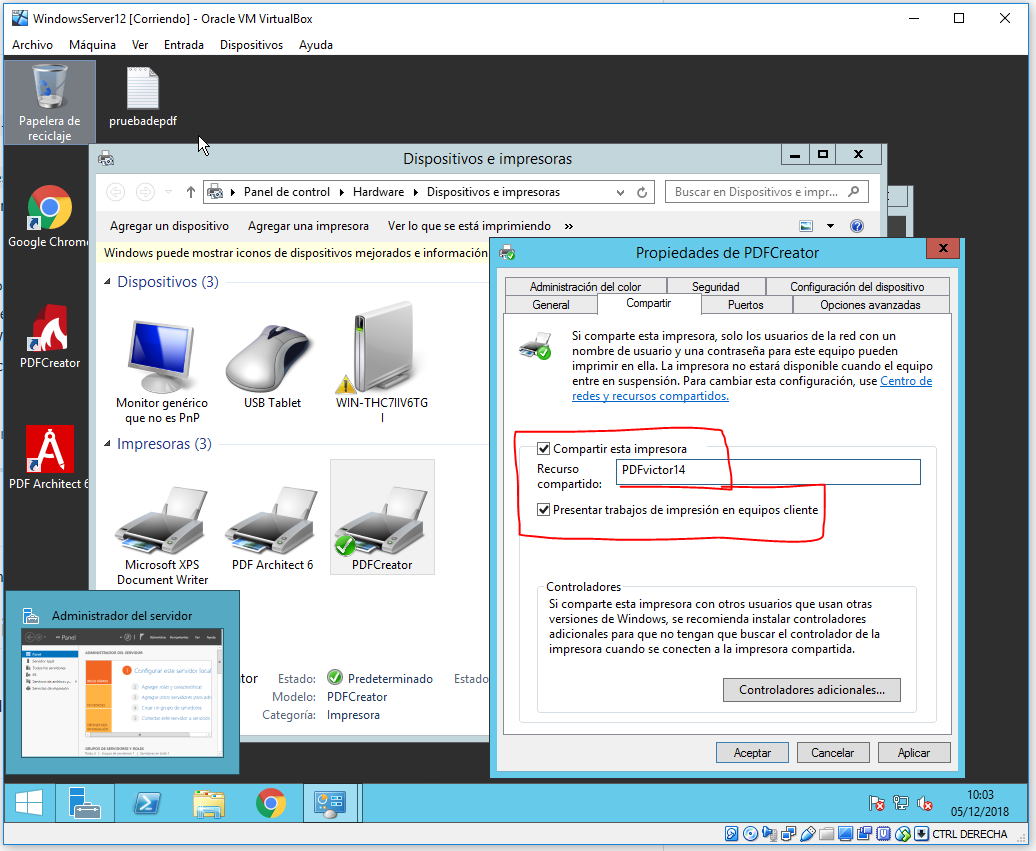 WindowsServer12 [Corriendo] - Oracle VM VirtualBox
Archivo Máquina Ver Entrada Dispositivos Ayuda
Papelera de
reciclaje
pruebadepdf
Google Chrome
PDFCreator
PDF Architect 6
Dispositivos e impresoras
Panel de control Hardware Dispositivos e impresoras
Buscar en Dispositivos e impr...
Agregar un dispositivo Agregar una impresora Ver lo que se está imprimiendo »
Windows puede mostrar iconos de dispositivos mejorados e información
Dispositivos (3)
Monitor genérico
que no es PnP
USB Tablet
WIN-THC7IIV6TG
I
Impresoras (3)
Microsoft XPS
Document Writer
PDF Architect 6
PDFCreator
tor
Estado: Predeterminado Estado
Modelo: PDFCreator
Categoría: Impresora
Propiedades de PDFCreator
Administración del color Seguridad Configuración del dispositivo
General Compartir Puertos Opciones avanzadas
Si comparte esta impresora, solo los usuarios de la red con un
nombre de usuario y una contraseña para este equipo pueden
imprimir en ella. La impresora no estará disponible cuando el equipo
entre en suspensión. Para cambiar esta configuración, use Centro de
redes y recursos compartidos.
Compartir esta impresora
Recurso
compartido:
PDFvictor14
Presentar trabajos de impresión en equipos cliente
Controladores
Si comparte esta impresora con otros usuarios que usan otras
versiones de Windows, se recomienda instalar controladores
adicionales para que no tengan que buscar el controlador de la
impresora cuando se conecten a la impresora compartida.
Controladores adicionales...
Aceptar Cancelar Aplicar
Administrador del servidor
Panel
Configurar este servidor local
10:03
05/12/2018
CTRL DERECHA